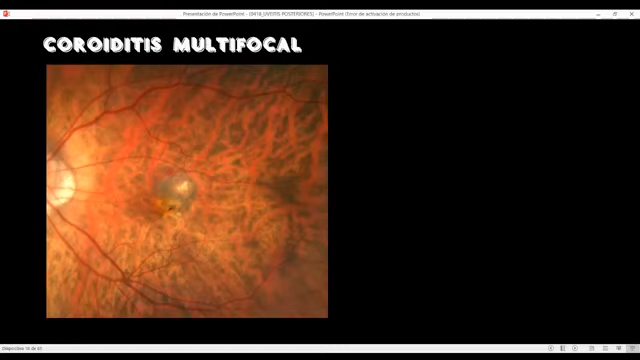 Presentación de PowerPoint - [0418_UVEITIS POSTERIORES] - PowerPoint (Error de activación de productos)
COROIDITIS MULTIFOCAL